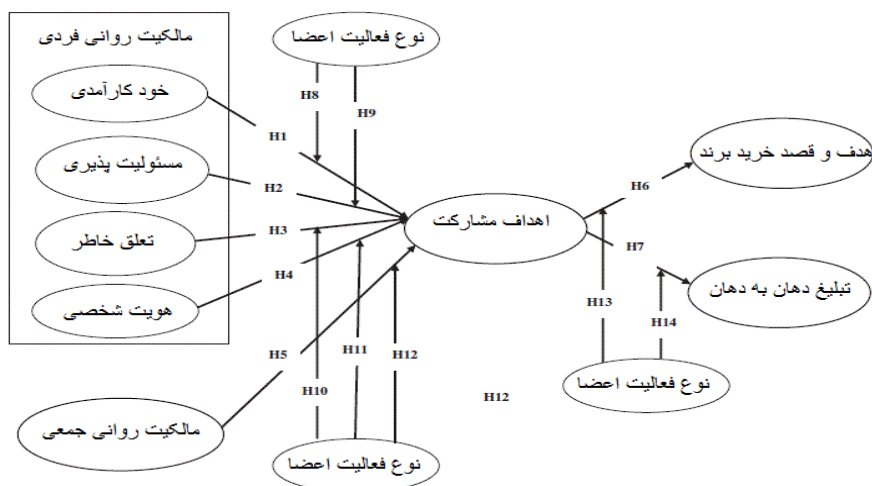 مالکیت روانی فردی
نوع فعالیت اعضا
خود کارآمدی
H8
H9
H1
مسئولیت پذیری
هدف و قصد خرید برند
H2
H6
اهداف مشارکت
تعلق خاطر
H3
H7
H4
تبلیغ دهان به دهان
هویت شخصی
H13
H14
H5
H11
H12
H10
نوع فعالیت اعضا
H12
مالکیت روانی جمعی
نوع فعالیت اعضا